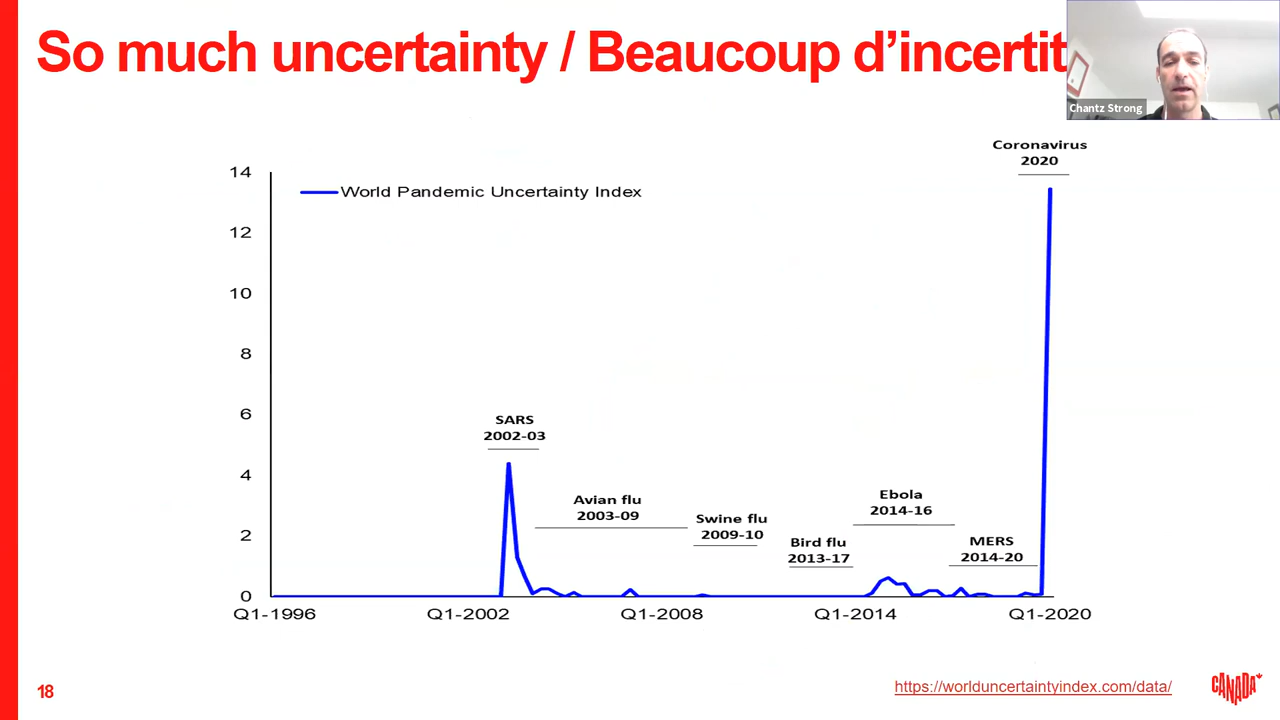 So much uncertainty / Beaucoup d'incertit
Chantz Strong
Coronavirus
2020
14
World Pandemic Uncertainty Index
12
10
8
6
SARS
2002-03
4
Avian flu
2003-09
Swine flu
2009-10
Bird flu
2013-17
Ebola
2014-16
MERS
2014-20
2
0
Q1-1996
Q1-2002
Q1-2008
Q1-2014
Q1-2020
18
https://worlduncertaintyindex.com/data/
CANADA